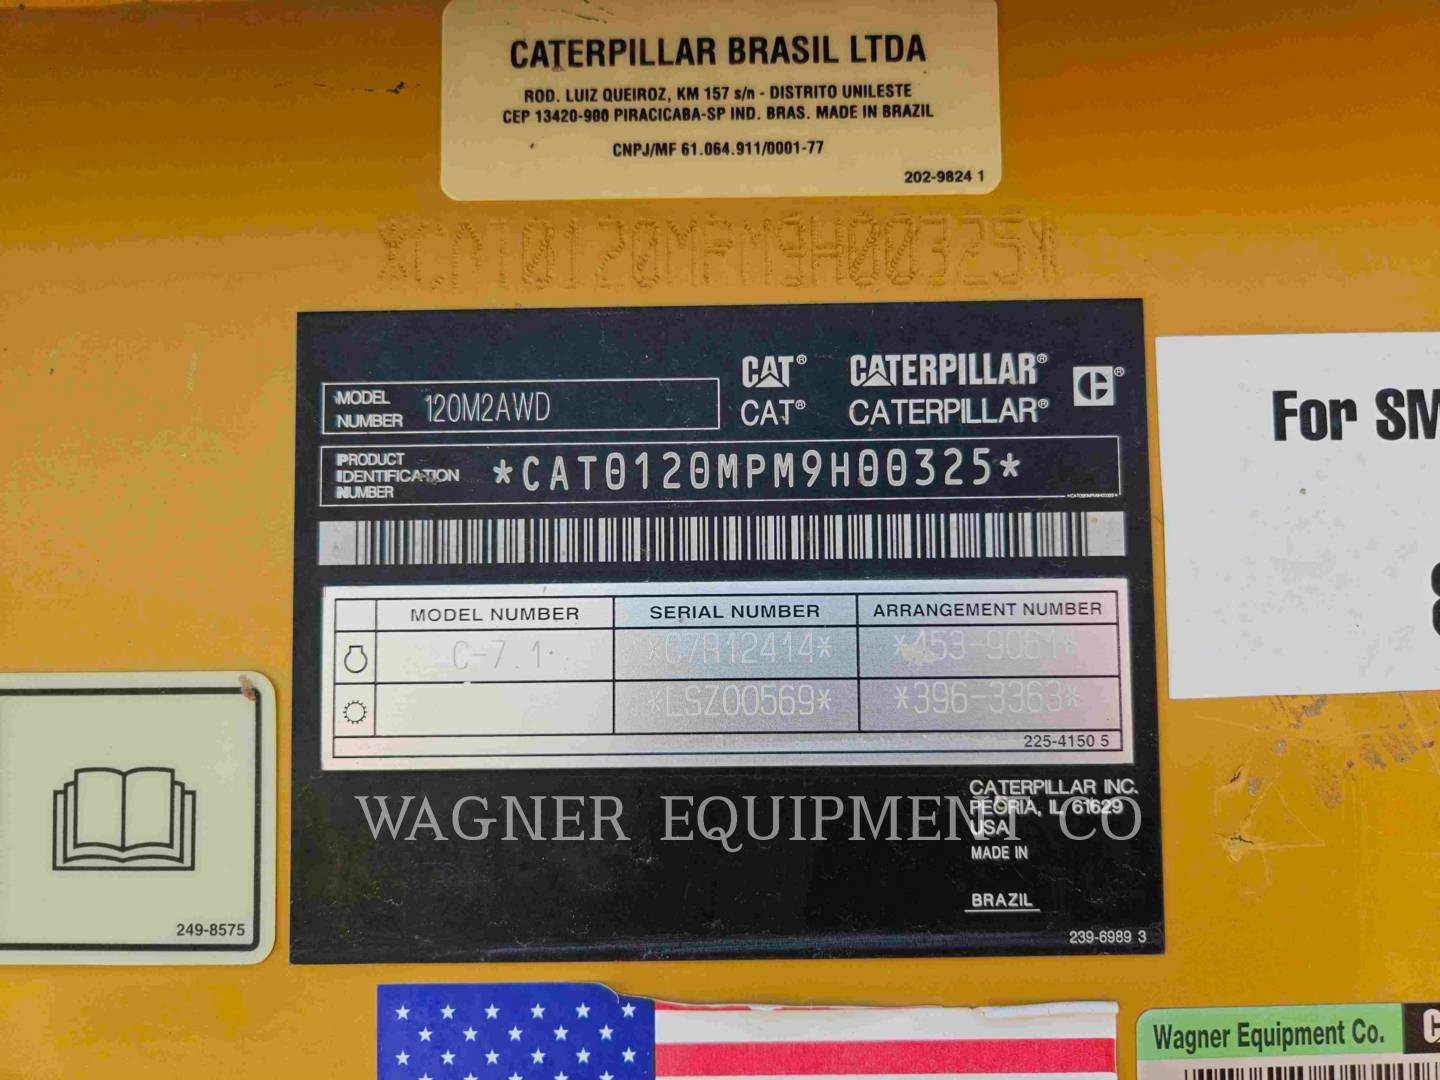 CATERPILLAR BRASIL LTDA
ROD. LUIZ QUEIROZ, KM 157 s/n - DISTRITO UNILESTE
CEP 13420-900 PIRACICABA-SP IND. BRAS. MADE IN BRAZIL
CNPJ/MF 61.064.911/0001-77
202-9824 1
*CAT0120MPM9H00325*
CAT® CATERPILLAR®
CAT® CATERPILLAR®
MODEL NUMBER 120M2AWD
PRODUCT IDENTIFICATION NUMBER *CAT0120MPM9H00325*
*CAT0120MPM9H00325*
MODEL NUMBER SERIAL NUMBER ARRANGEMENT NUMBER
C-7.1 *C7R12414* *453-9061*
*LSZ00569* *396-3363*
225-4150 5
CATERPILLAR INC.
PEORIA, IL 61629
USA
MADE IN
BRAZIL
239-6989 3
WAGNER EQUIPMENT CO
249-8575
For SM
Wagner Equipment Co.